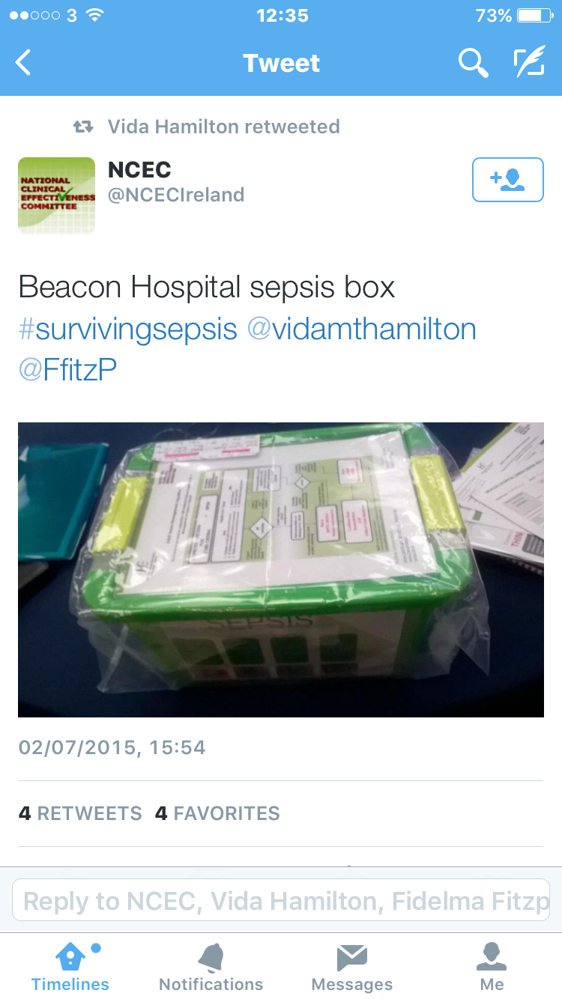 3
12:35
73%
Tweet
Vida Hamilton retweeted
NATIONAL
CLINICAL
EFFECTIVENESS
COMMITTEE
NCEC
@NCECIreland
Beacon Hospital sepsis box
#survivingsepsis @vidamthamilton
@FfitzP
SEPSIS
02/07/2015, 15:54
4 RETWEETS 4 FAVORITES
Reply to NCEC, Vida Hamilton, Fidelma Fitzp
Timelines
Notifications
Messages
Me